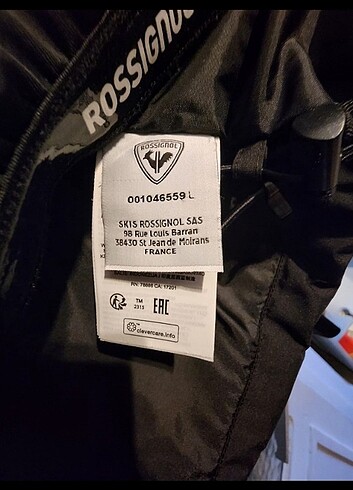 ROSSIGNOL
ROSSIGNOL
001046559 L
SKIS ROSSIGNOL SAS
98 Rue Louis Barran
38430 St Jean de Moirans
FRANCE
RN: 78666 CA: 17201
TM
2313
EAC
clevercare.info